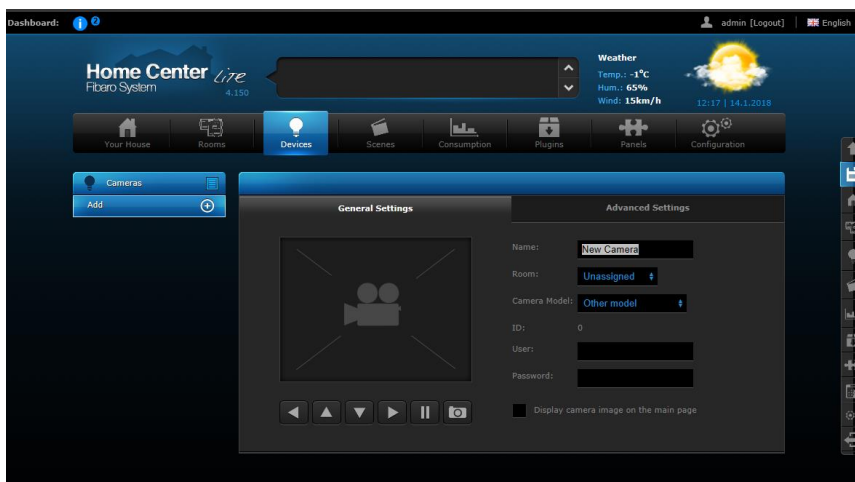 Dashboard: i 2 admin [Logout] English
Home Center Lite
Fibaro System
4.150
Weather
Temp.: -1°C
Hum.: 65%
Wind: 15km/h
12:17 | 14.1.2018
Your House Rooms Devices Scenes Consumption Plugins Panels Configuration
Cameras
Add
General Settings Advanced Settings
Name: New Camera
Room: Unassigned
Camera Model: Other model
ID: 0
User:
Password:
Display camera image on the main page